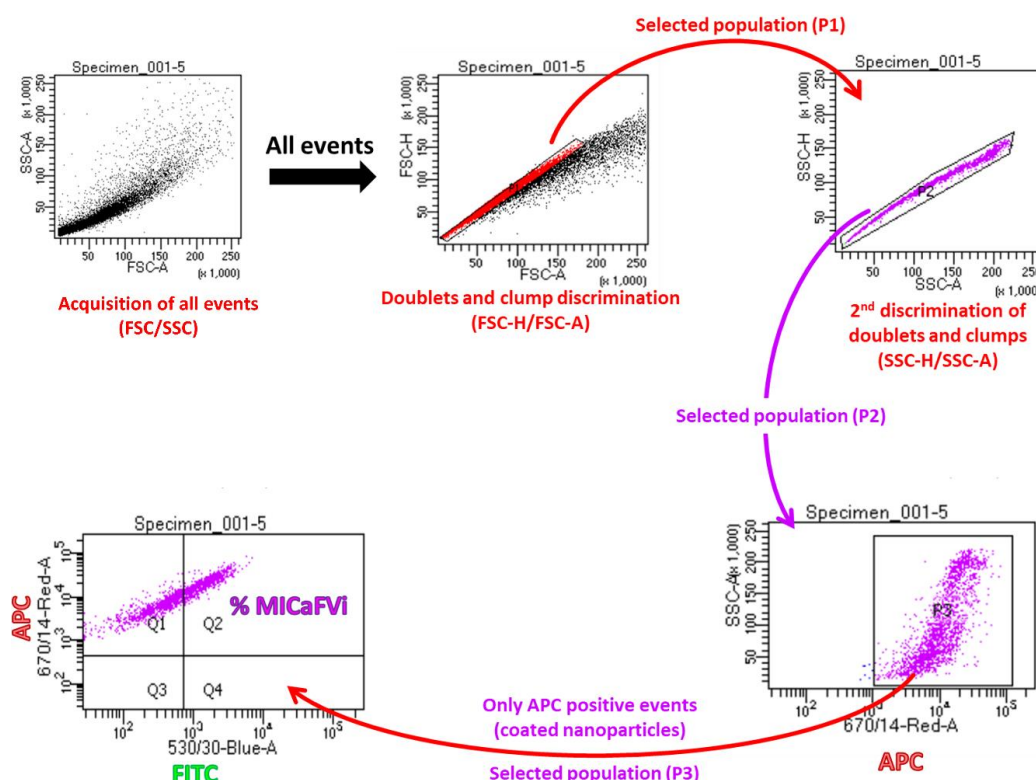 Selected population (P1)
Specimen_001-5
SSC-A
(x 1,000)
50 100 150 200 250
50 100 150 200 250
FSC-A
(x 1,000)
Acquisition of all events
(FSC/SSC)
All events
Specimen_001-5
FSC-H
(x 1,000)
50 100 150 200 250
50 100 150 200 250
FSC-A
(x 1,000)
Doublets and clump discrimination
(FSC-H/FSC-A)
Specimen_001-5
SSC-H
(x 1,000)
50 100 150 200 250
P2
50 100 150 200 250
SSC-A
(x 1,000)
2nd discrimination of
doublets and clumps
(SSC-H/SSC-A)
Selected population (P2)
Specimen_001-5
APC
670/14-Red-A
10^2 10^3 10^4 10^5
% MICaFVi
Q1 Q2
Q3 Q4
10^2 10^3 10^4 10^5
530/30-Blue-A
FITC
Only APC positive events
(coated nanoparticles)
Selected population (P3)
Specimen_001-5
SSC-A
(x 1,000)
50 100 150 200 250
P3
10^2 10^3 10^4 10^5
670/14-Red-A
APC